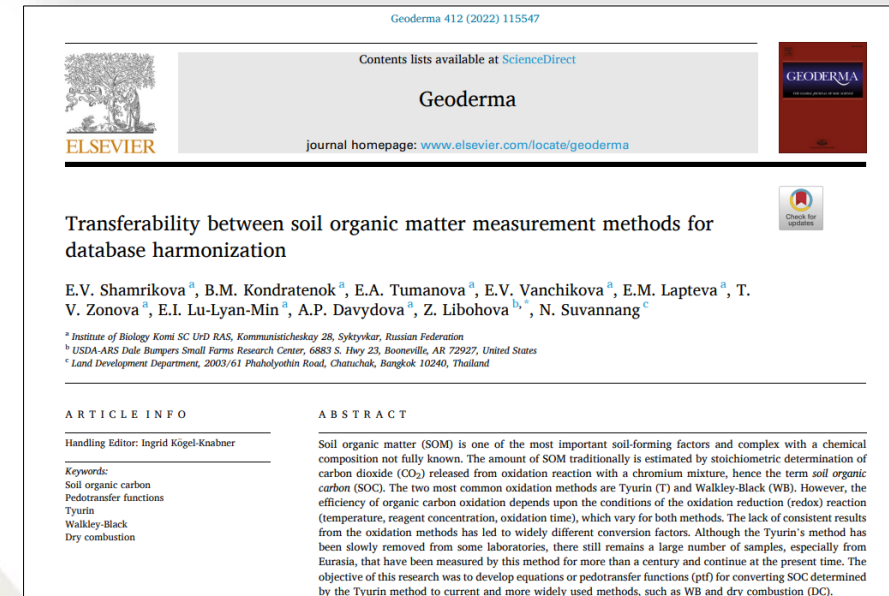 Geoderma 412 (2022) 115547
Contents lists available at ScienceDirect
Geoderma
journal homepage: www.elsevier.com/locate/geoderma
ELSEVIER
GEODERMA
Check for
updates
Transferability between soil organic matter measurement methods for
database harmonization
E.V. Shamrikova a, B.M. Kondratenok a, E.A. Tumanova a, E.V. Vanchikova a, E.M. Lapteva a, T.
V. Zonova a, E.I. Lu-Lyan-Min a, A.P. Davydova a, Z. Libohova b,*, N. Suvannang c
a Institute of Biology Komi SC UrD RAS, Kommunisticheskay 28, Syktyvkar, Russian Federation
b USDA-ARS Dale Bumpers Small Farms Research Center, 6883 S. Hwy 23, Booneville, AR 72927, United States
c Land Development Department, 2003/61 Phaholyothin Road, Chatuchak, Bangkok 10240, Thailand
ARTICLE INFO
Handling Editor: Ingrid Kögel-Knabner
Keywords:
Soil organic carbon
Pedotransfer functions
Tyurin
Walkley-Black
Dry combustion
ABSTRACT
Soil organic matter (SOM) is one of the most important soil-forming factors and complex with a chemical
composition not fully known. The amount of SOM traditionally is estimated by stoichiometric determination of
carbon dioxide (CO2) released from oxidation reaction with a chromium mixture, hence the term soil organic
carbon (SOC). The two most common oxidation methods are Tyurin (T) and Walkley-Black (WB). However, the
efficiency of organic carbon oxidation depends upon the conditions of the oxidation reduction (redox) reaction
(temperature, reagent concentration, oxidation time), which vary for both methods. The lack of consistent results
from the oxidation methods has led to widely different conversion factors. Although the Tyurin's method has
been slowly removed from some laboratories, there still remains a large number of samples, especially from
Eurasia, that have been measured by this method for more than a century and continue at the present time. The
objective of this research was to develop equations or pedotransfer functions (ptf) for converting SOC determined
by the Tyurin method to current and more widely used methods, such as WB and dry combustion (DC).